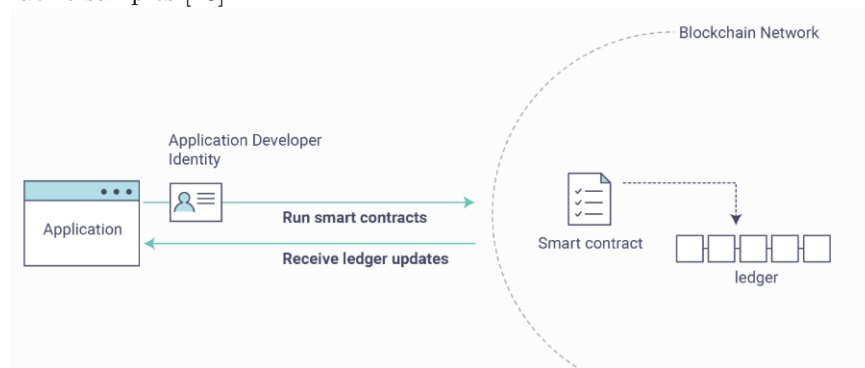 Blockchain Network
Application Developer
Identity
Application
Run smart contracts
Receive ledger updates
Smart contract
ledger